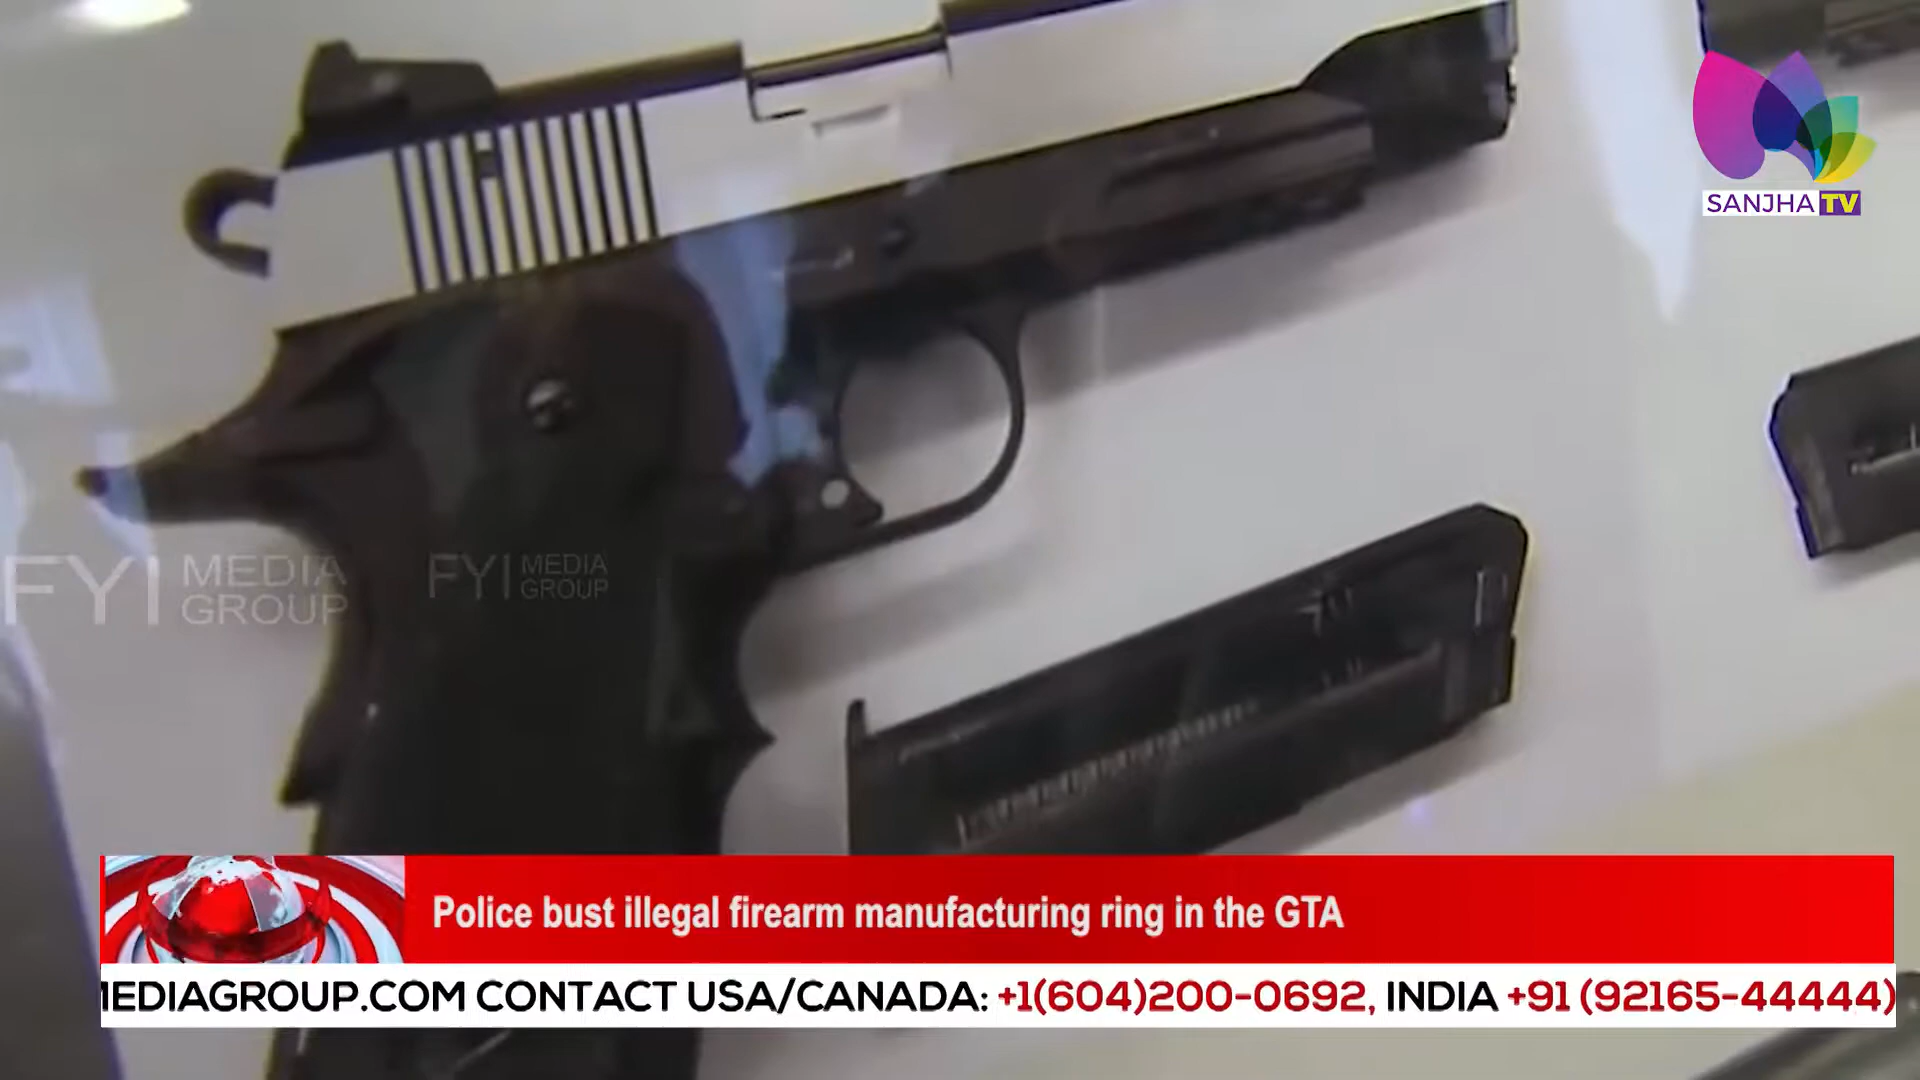 SANJHA TV
FYI MEDIA GROUP
FYI MEDIA GROUP
Police bust illegal firearm manufacturing ring in the GTA
MEDIAGROUP.COM CONTACT USA/CANADA: +1(604)200-0692, INDIA +91 (92165-44444)